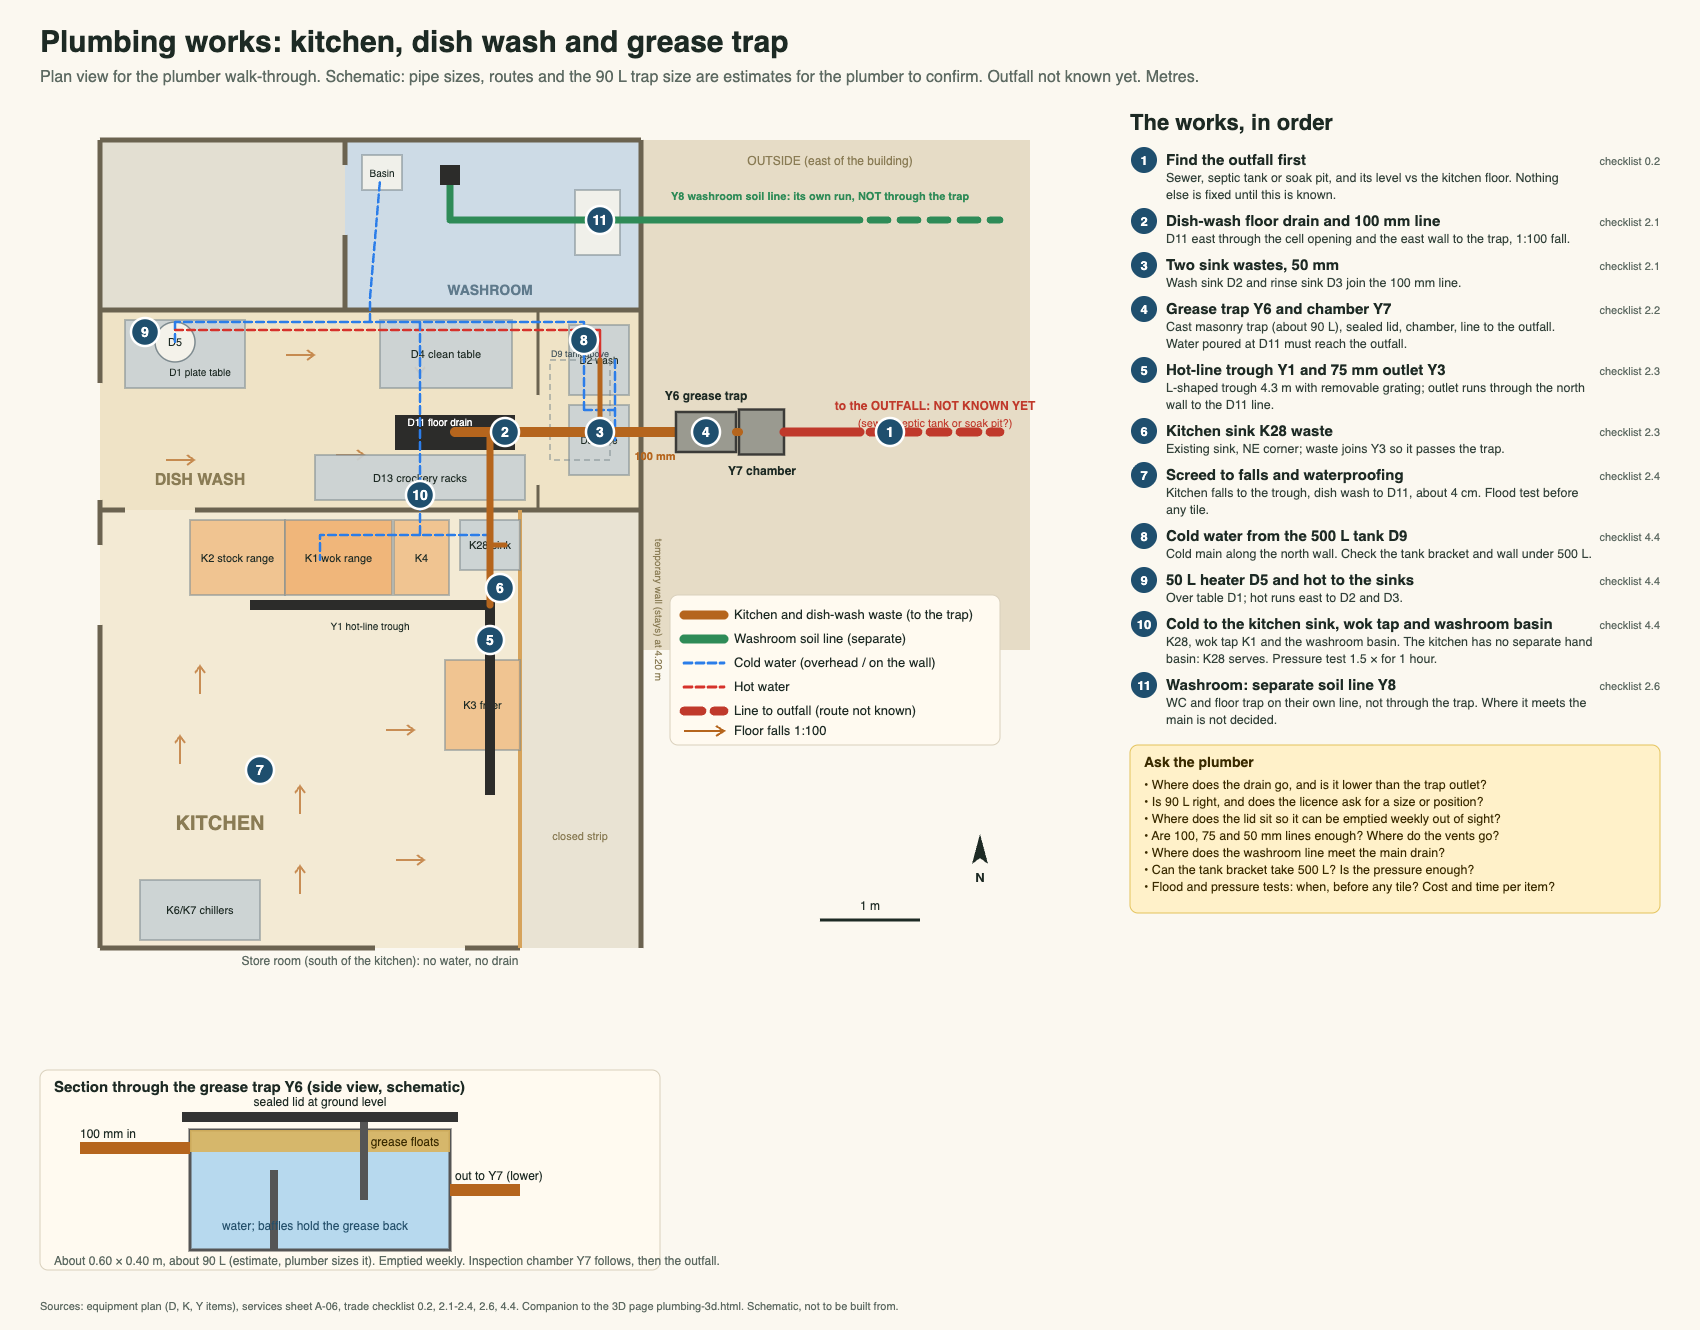 Plumbing works: kitchen, dish wash and grease trap
Plan view for the plumber walk-through. Schematic: pipe sizes, routes and the 90 L trap size are estimates for the plumber to confirm. Outfall not known yet. Metres.
OUTSIDE (east of the building)
Y8 washroom soil line: its own run, NOT through the trap
Basin
11
WASHROOM
9
D5
D1 plate table
D4 clean table
8
D2 wash
D11 floor drain
2
3
Y6 grease trap
4
to the OUTFALL: NOT KNOWN YET
1
100 mm
Y7 chamber
DISH WASH
D13 crockery racks
10
K2 stock range
K1 wok range
K4
K28 sink
6
Y1 hot-line trough
5
K3 fryer
temporary wall (stays) at 4.20 m
7
KITCHEN
closed strip
K6/K7 chillers
Store room (south of the kitchen): no water, no drain
Kitchen and dish-wash waste (to the trap)
Washroom soil line (separate)
Cold water (overhead / on the wall)
Hot water
Line to outfall (route not known)
Floor falls 1:100
N
1 m
The works, in order
1 Find the outfall first checklist 0.2
Sewer, septic tank or soak pit, and its level vs the kitchen floor. Nothing
else is fixed until this is known.
2 Dish-wash floor drain and 100 mm line checklist 2.1
D11 east through the cell opening and the east wall to the trap, 1:100 fall.
3 Two sink wastes, 50 mm checklist 2.1
Wash sink D2 and rinse sink D3 join the 100 mm line.
4 Grease trap Y6 and chamber Y7 checklist 2.2
Cast masonry trap (about 90 L), sealed lid, chamber, line to the outfall.
Water poured at D11 must reach the outfall.
5 Hot-line trough Y1 and 75 mm outlet Y3 checklist 2.3
L-shaped trough 4.3 m with removable grating; outlet runs through the north
wall to the D11 line.
6 Kitchen sink K28 waste checklist 2.3
Existing sink, NE corner; waste joins Y3 so it passes the trap.
7 Screed to falls and waterproofing checklist 2.4
Kitchen falls to the trough, dish wash to D11, about 4 cm. Flood test before
any tile.
8 Cold water from the 500 L tank D9 checklist 4.4
Cold main along the north wall. Check the tank bracket and wall under 500 L.
9 50 L heater D5 and hot to the sinks checklist 4.4
Over table D1; hot runs east to D2 and D3.
10 Cold to the kitchen sink, wok tap and washroom basin checklist 4.4
K28, wok tap K1 and the washroom basin. The kitchen has no separate hand
basin: K28 serves. Pressure test 1.5 × for 1 hour.
11 Washroom: separate soil line Y8 checklist 2.6
WC and floor trap on their own line, not through the trap. Where it meets the
main is not decided.
Ask the plumber
• Where does the drain go, and is it lower than the trap outlet?
• Is 90 L right, and does the licence ask for a size or position?
• Where does the lid sit so it can be emptied weekly out of sight?
• Are 100, 75 and 50 mm lines enough? Where do the vents go?
• Where does the washroom line meet the main drain?
• Can the tank bracket take 500 L? Is the pressure enough?
• Flood and pressure tests: when, before any tile? Cost and time per item?
Section through the grease trap Y6 (side view, schematic)
sealed lid at ground level
100 mm in
grease floats
out to Y7 (lower)
water; baffles hold the grease back
About 0.60 × 0.40 m, about 90 L (estimate, plumber sizes it). Emptied weekly. Inspection chamber Y7 follows, then the outfall.
Sources: equipment plan (D, K, Y items), services sheet A-06, trade checklist 0.2, 2.1-2.4, 2.6, 4.4. Companion to the 3D page plumbing-3d.html. Schematic, not to be built from.